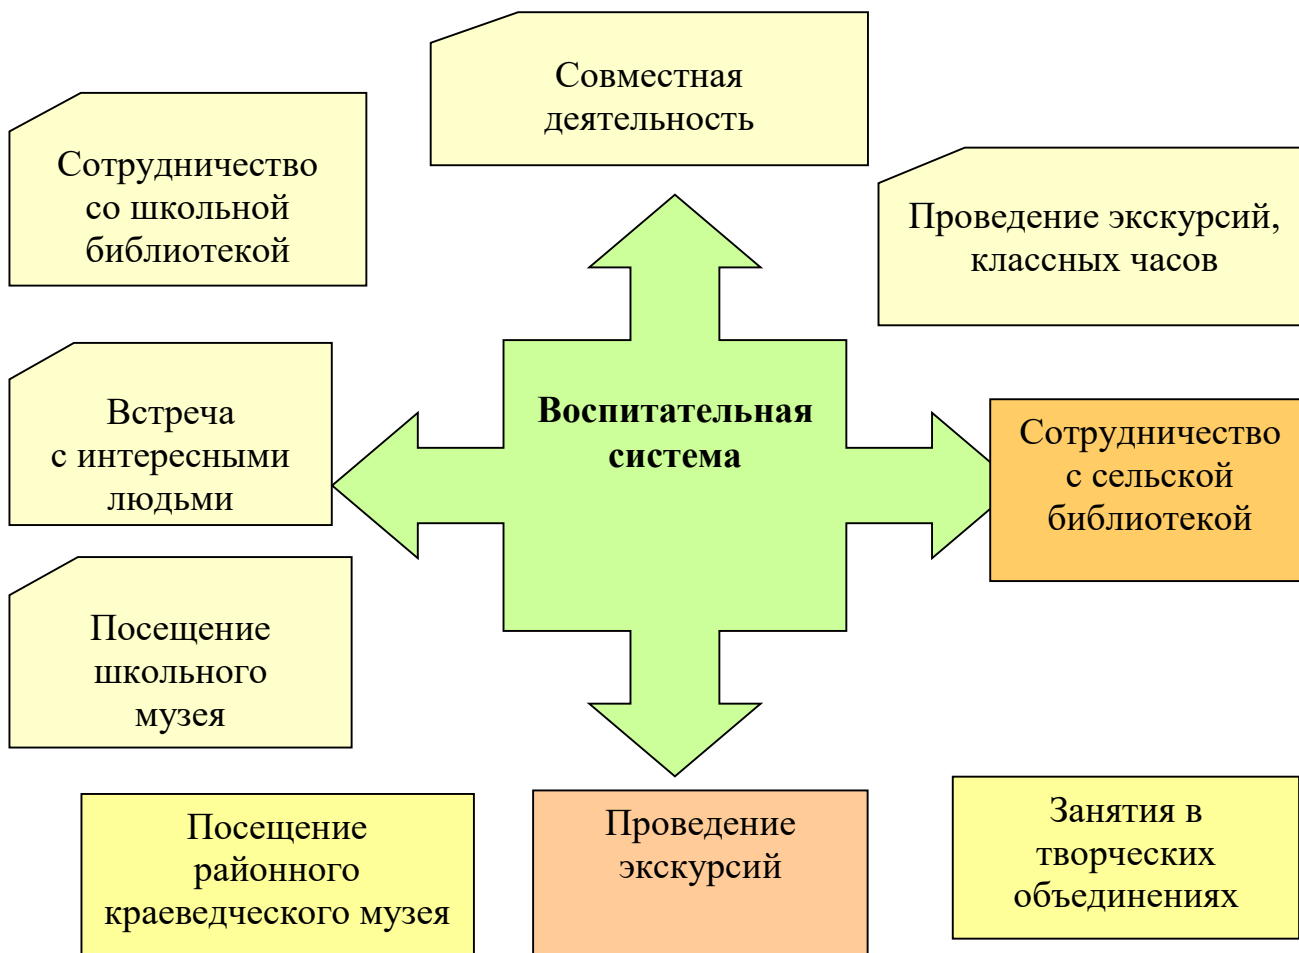 Совместная
деятельность
Сотрудничество
со школьной
библиотекой
Проведение экскурсий,
классных часов
Встреча
с интересными
людьми
Воспитательная
система
Сотрудничество
с сельской
библиотекой
Посещение
школьного
музея
Посещение
районного
краеведческого музея
Проведение
экскурсий
Занятия в
творческих
объединениях